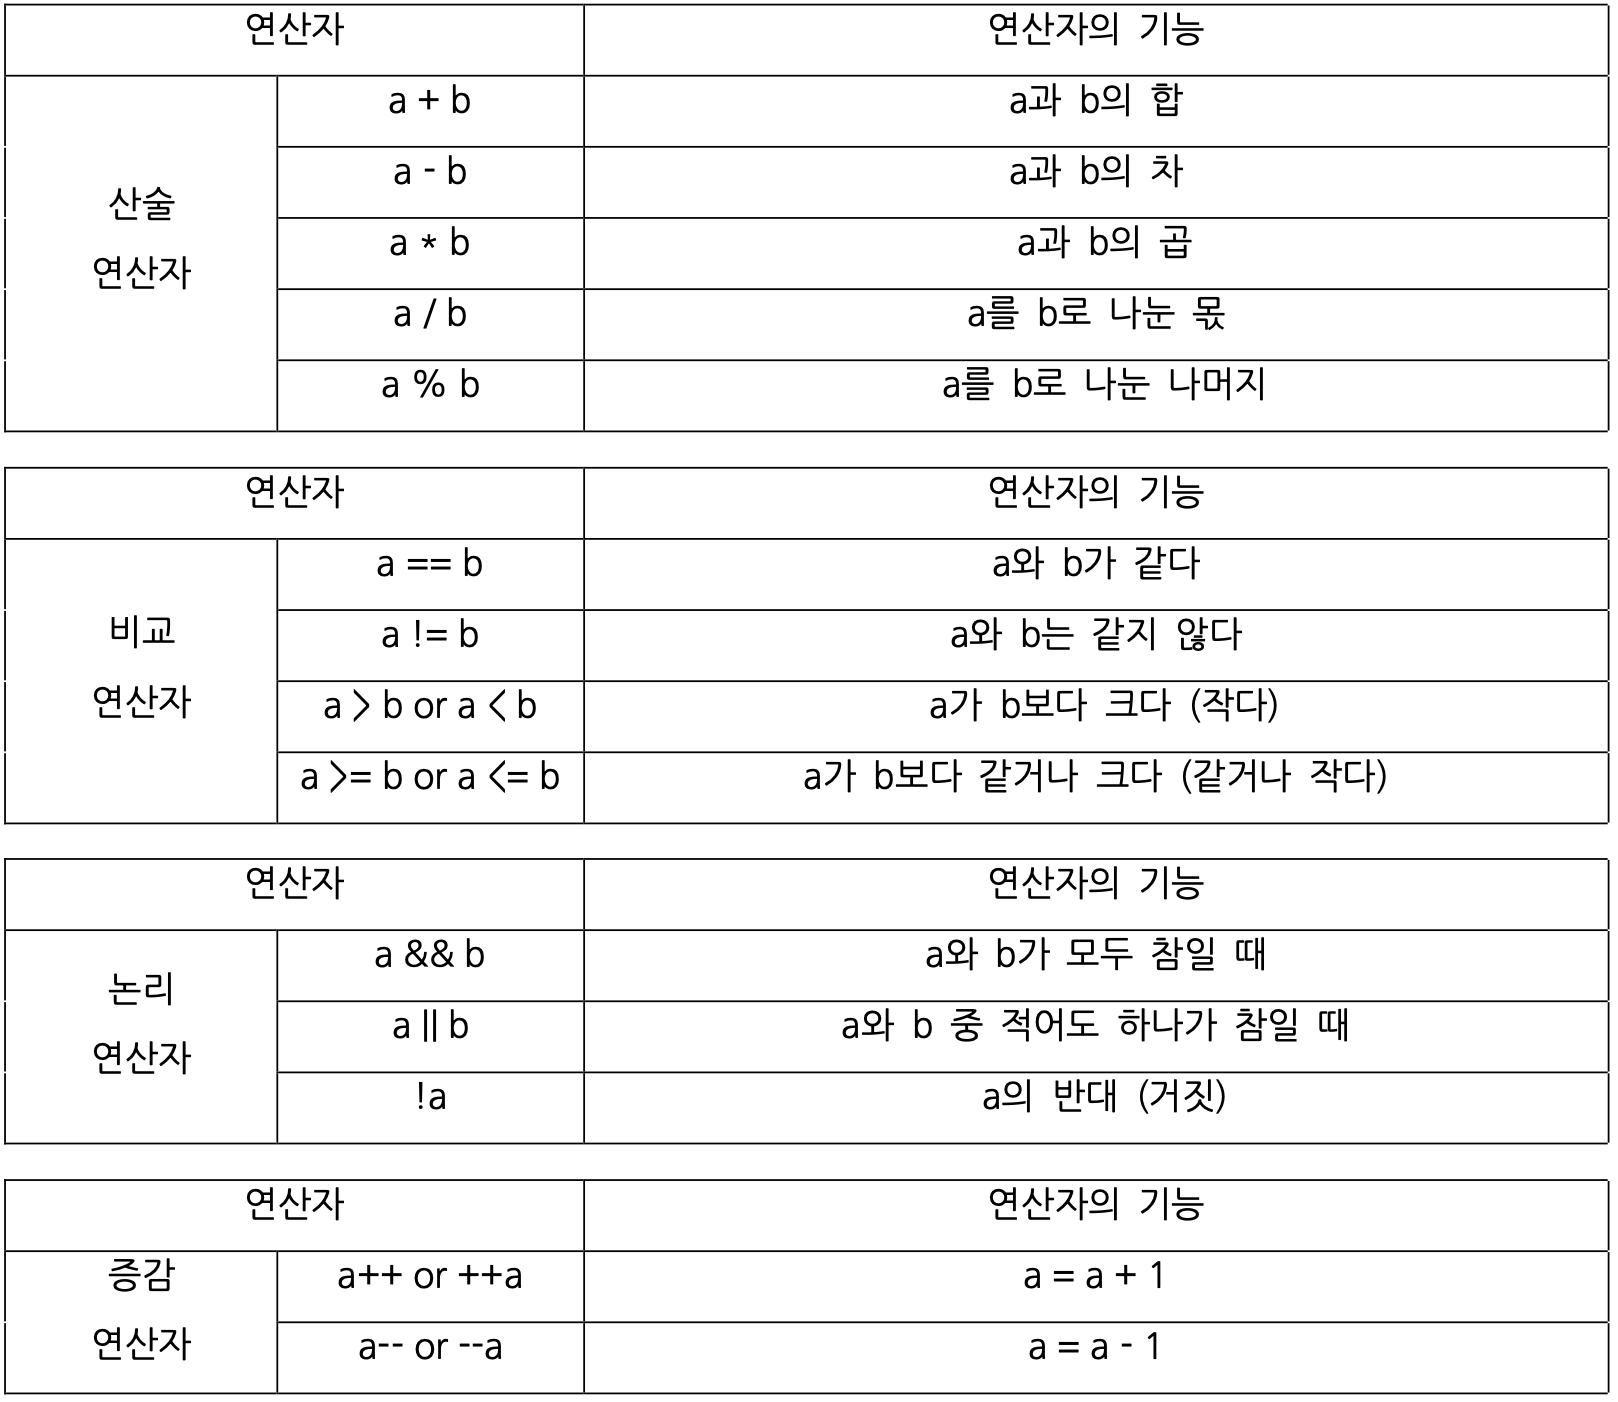 연산자 연산자의 기능
산술 연산자
a + b a과 b의 합
a - b a과 b의 차
a * b a과 b의 곱
a / b a를 b로 나눈 몫
a % b a를 b로 나눈 나머지
연산자 연산자의 기능
비교 연산자
a == b a와 b가 같다
a != b a와 b는 같지 않다
a > b or a < b a가 b보다 크다 (작다)
a >= b or a <= b a가 b보다 같거나 크다 (같거나 작다)
연산자 연산자의 기능
논리 연산자
a && b a와 b가 모두 참일 때
a || b a와 b 중 적어도 하나가 참일 때
!a a의 반대 (거짓)
연산자 연산자의 기능
증감 연산자
a++ or ++a a = a + 1
a-- or --a a = a - 1